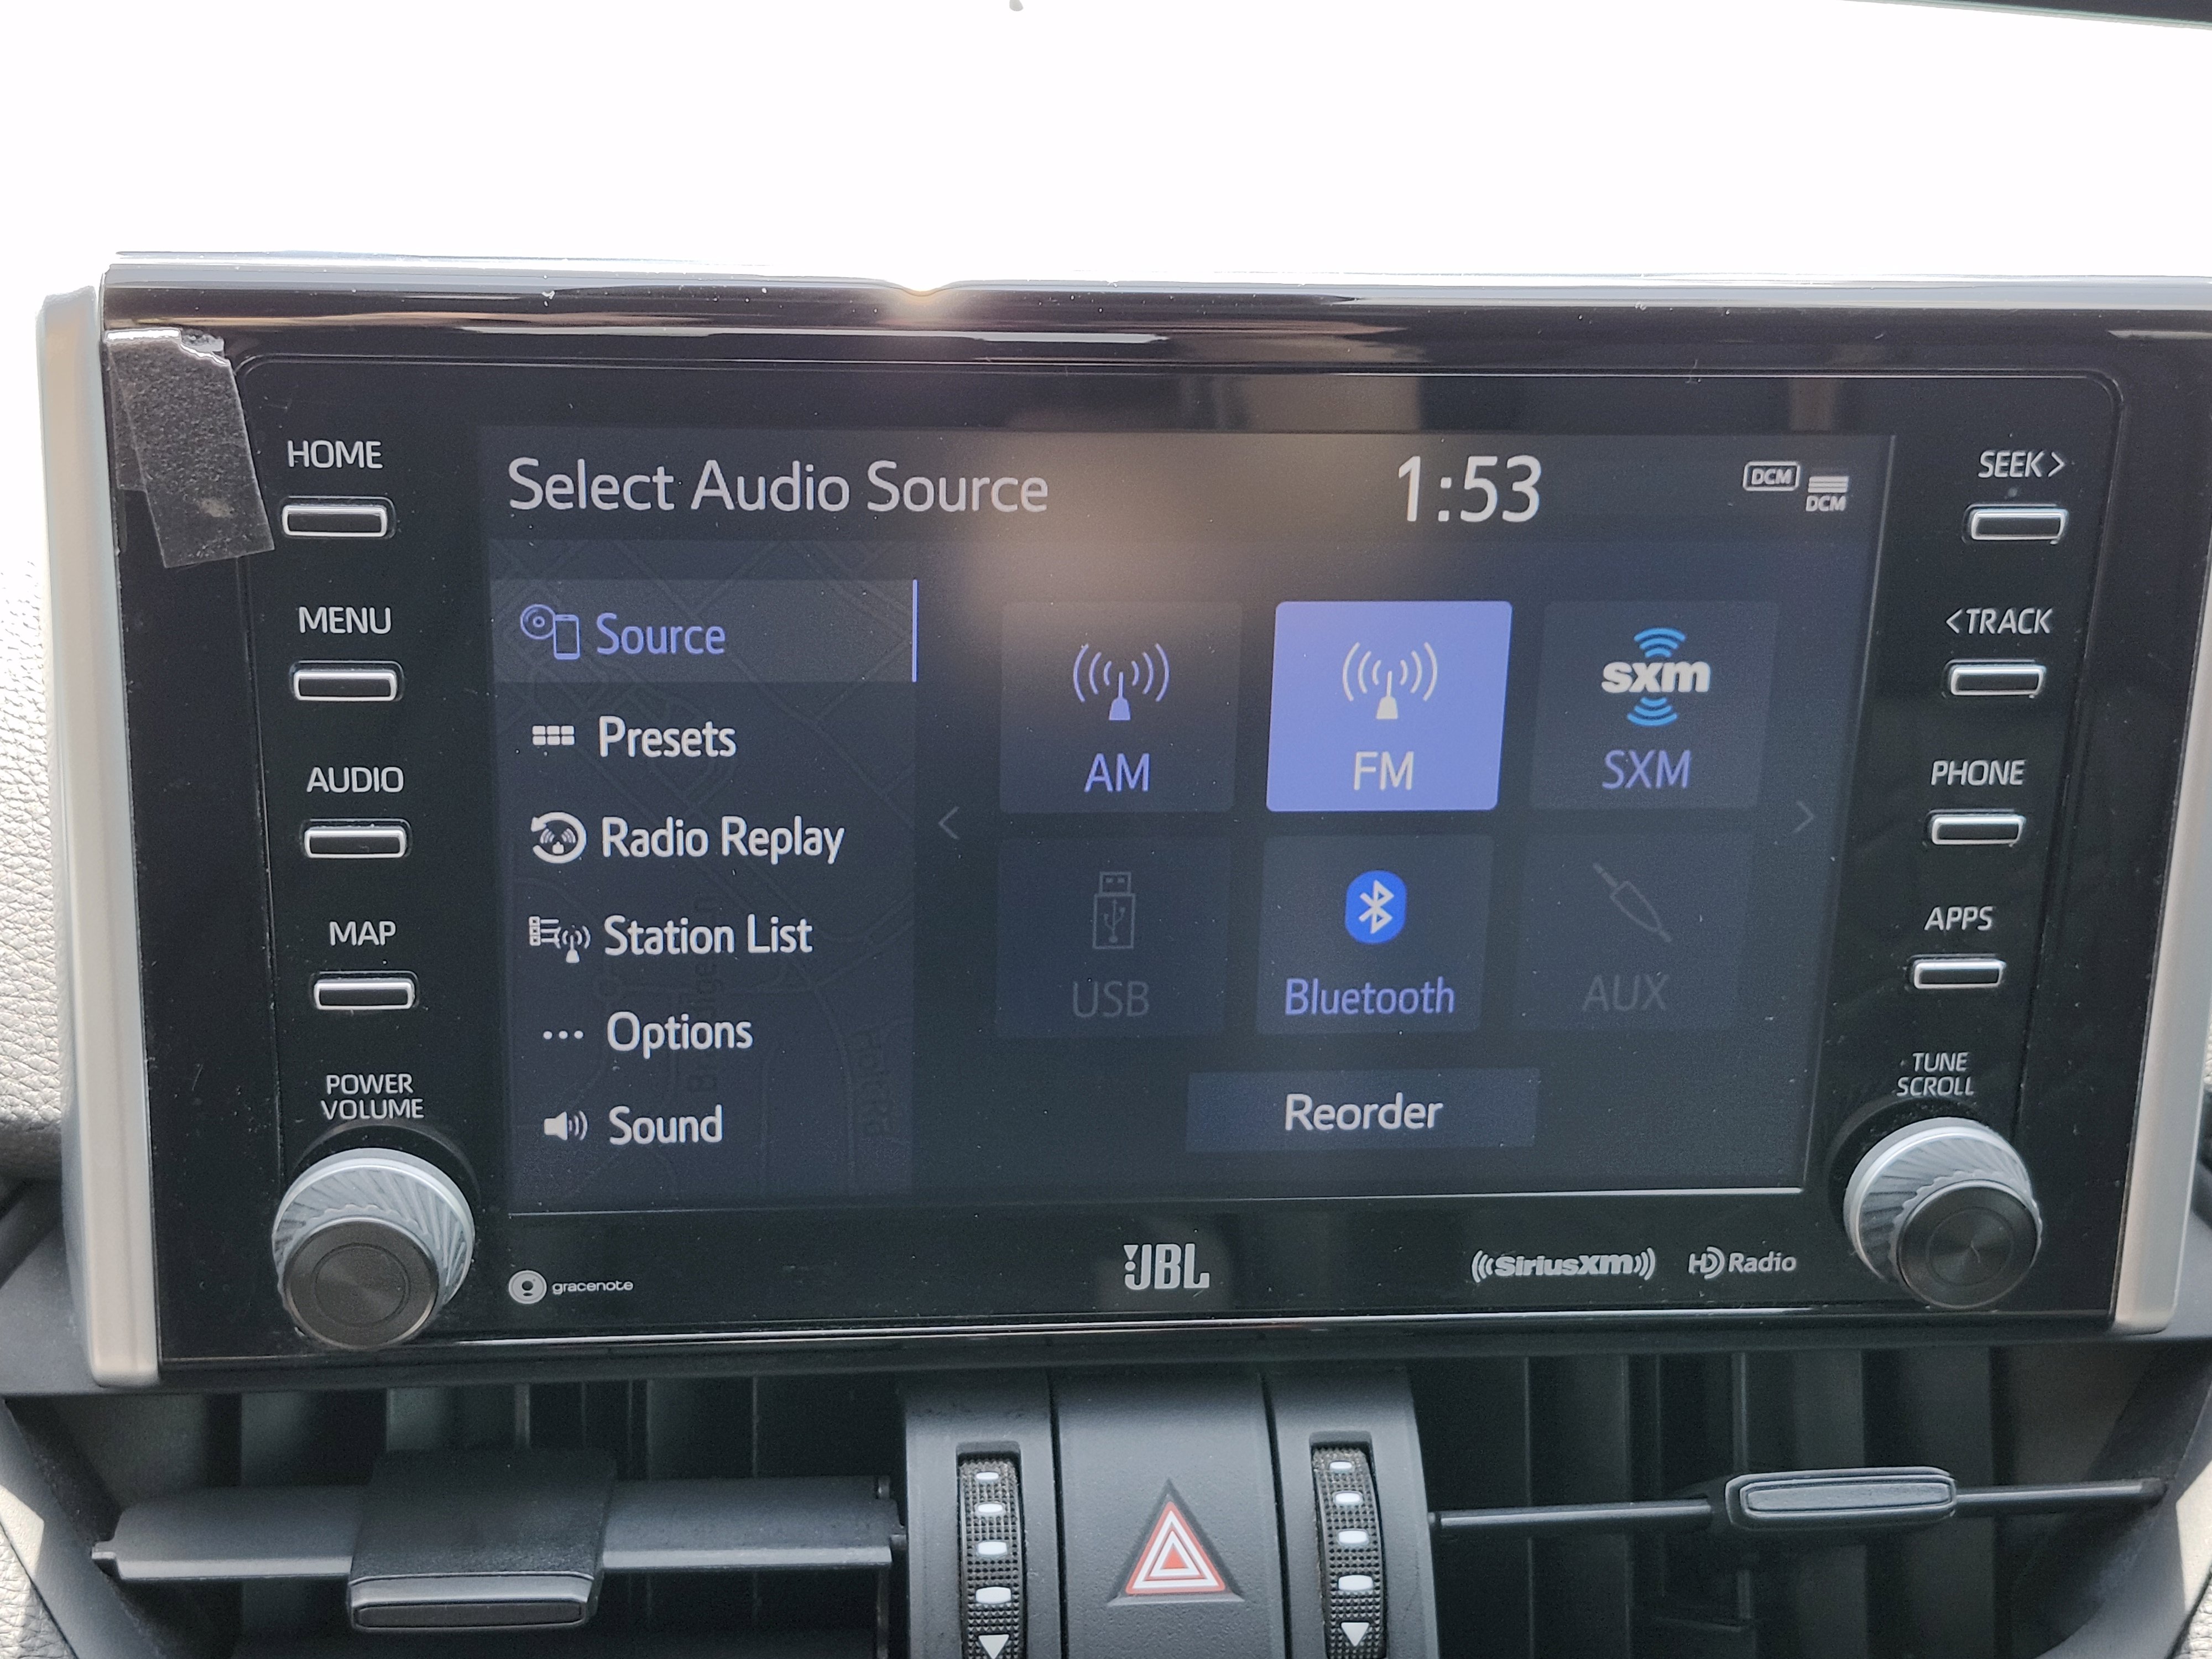 HOME
MENU
AUDIO
MAP
POWER
VOLUME
Select Audio Source
1:53
DCM
DCM
Source
Presets
Radio Replay
Station List
Options
Sound
AM
FM
sxm
SXM
USB
Bluetooth
AUX
Reorder
SEEK>
<TRACK
PHONE
APPS
TUNE
SCROLL
gracenote
JBL
((SiriusXM))
HD Radio